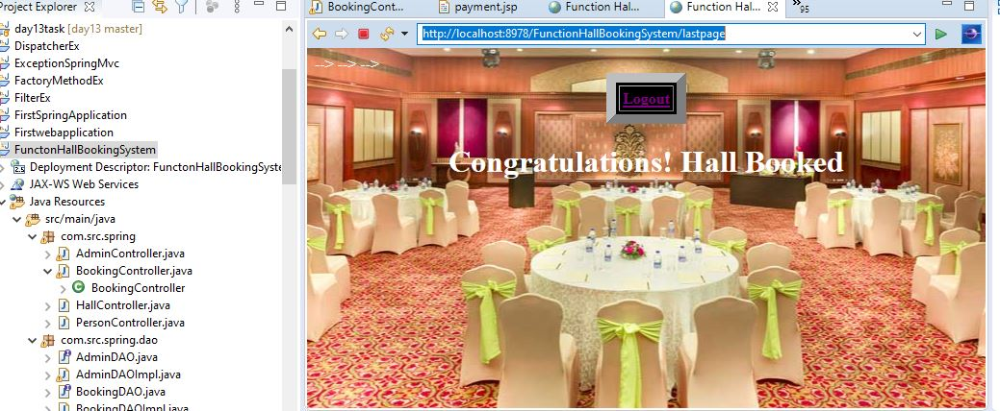 Project Explorer
day13task [day13 master]
DispatcherEx
ExceptionSpringMvc
FactoryMethodEx
FilterEx
FirstSpringApplication
Firstwebapplication
FunctonHallBookingSystem
Deployment Descriptor: FunctonHallBookingSyste
JAX-WS Web Services
Java Resources
src/main/java
com.src.spring
AdminController.java
BookingController.java
BookingController
HallController.java
PersonController.java
com.src.spring.dao
AdminDAO.java
AdminDAOImpl.java
BookingDAO.java
BookingDAOImpl.java
BookingCont...
payment.jsp
Function Hal...
Function Hal...
»95
http://localhost:8978/FunctionHallBookingSystem/lastpage
--> --> -->
Logout
Congratulations! Hall Booked